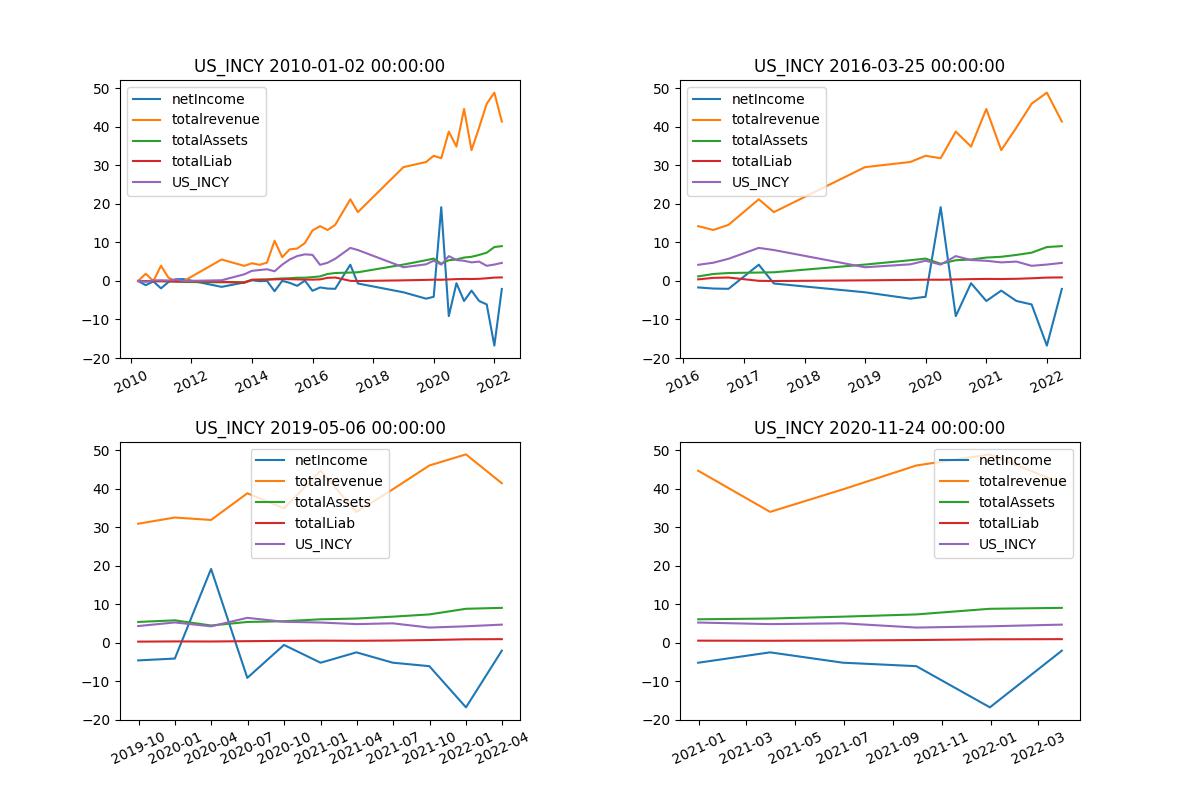 US_INCY 2010-01-02 00:00:00
50
40
30
20
10
0
−10
−20
netIncome
totalrevenue
totalAssets
totalLiab
US_INCY
2010
2012
2014
2016
2018
2020
2022
US_INCY 2016-03-25 00:00:00
50
40
30
20
10
0
−10
−20
netIncome
totalrevenue
totalAssets
totalLiab
US_INCY
2016
2017
2018
2019
2020
2021
2022
US_INCY 2019-05-06 00:00:00
50
40
30
20
10
0
−10
−20
netIncome
totalrevenue
totalAssets
totalLiab
US_INCY
2019-10
2020-01
2020-04
2020-07
2020-10
2021-01
2021-04
2021-07
2021-10
2022-01
2022-04
US_INCY 2020-11-24 00:00:00
50
40
30
20
10
0
−10
−20
netIncome
totalrevenue
totalAssets
totalLiab
US_INCY
2021-01
2021-03
2021-05
2021-07
2021-09
2021-11
2022-01
2022-03